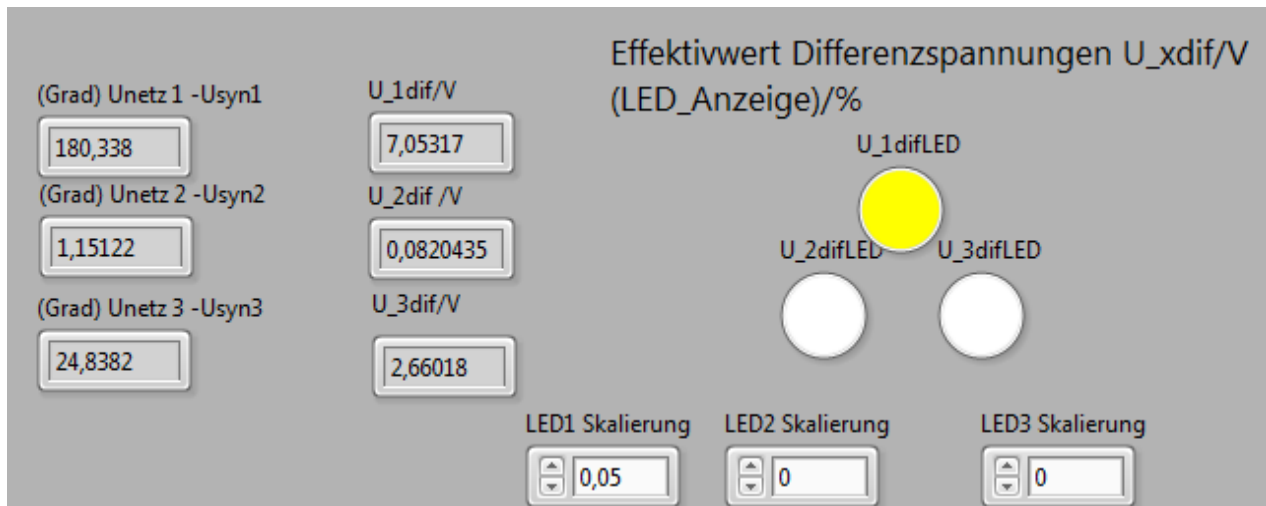 Effektivwert Differenzspannungen U_xdif/V
(LED_Anzeige)/%
(Grad) Unetz 1 -Usyn1
U_1dif/V
180,338
7,05317
U_1difLED
(Grad) Unetz 2 -Usyn2
U_2dif /V
1,15122
0,0820435
U_2difLED
U_3difLED
(Grad) Unetz 3 -Usyn3
U_3dif/V
24,8382
2,66018
LED1 Skalierung
LED2 Skalierung
LED3 Skalierung
0,05
0
0